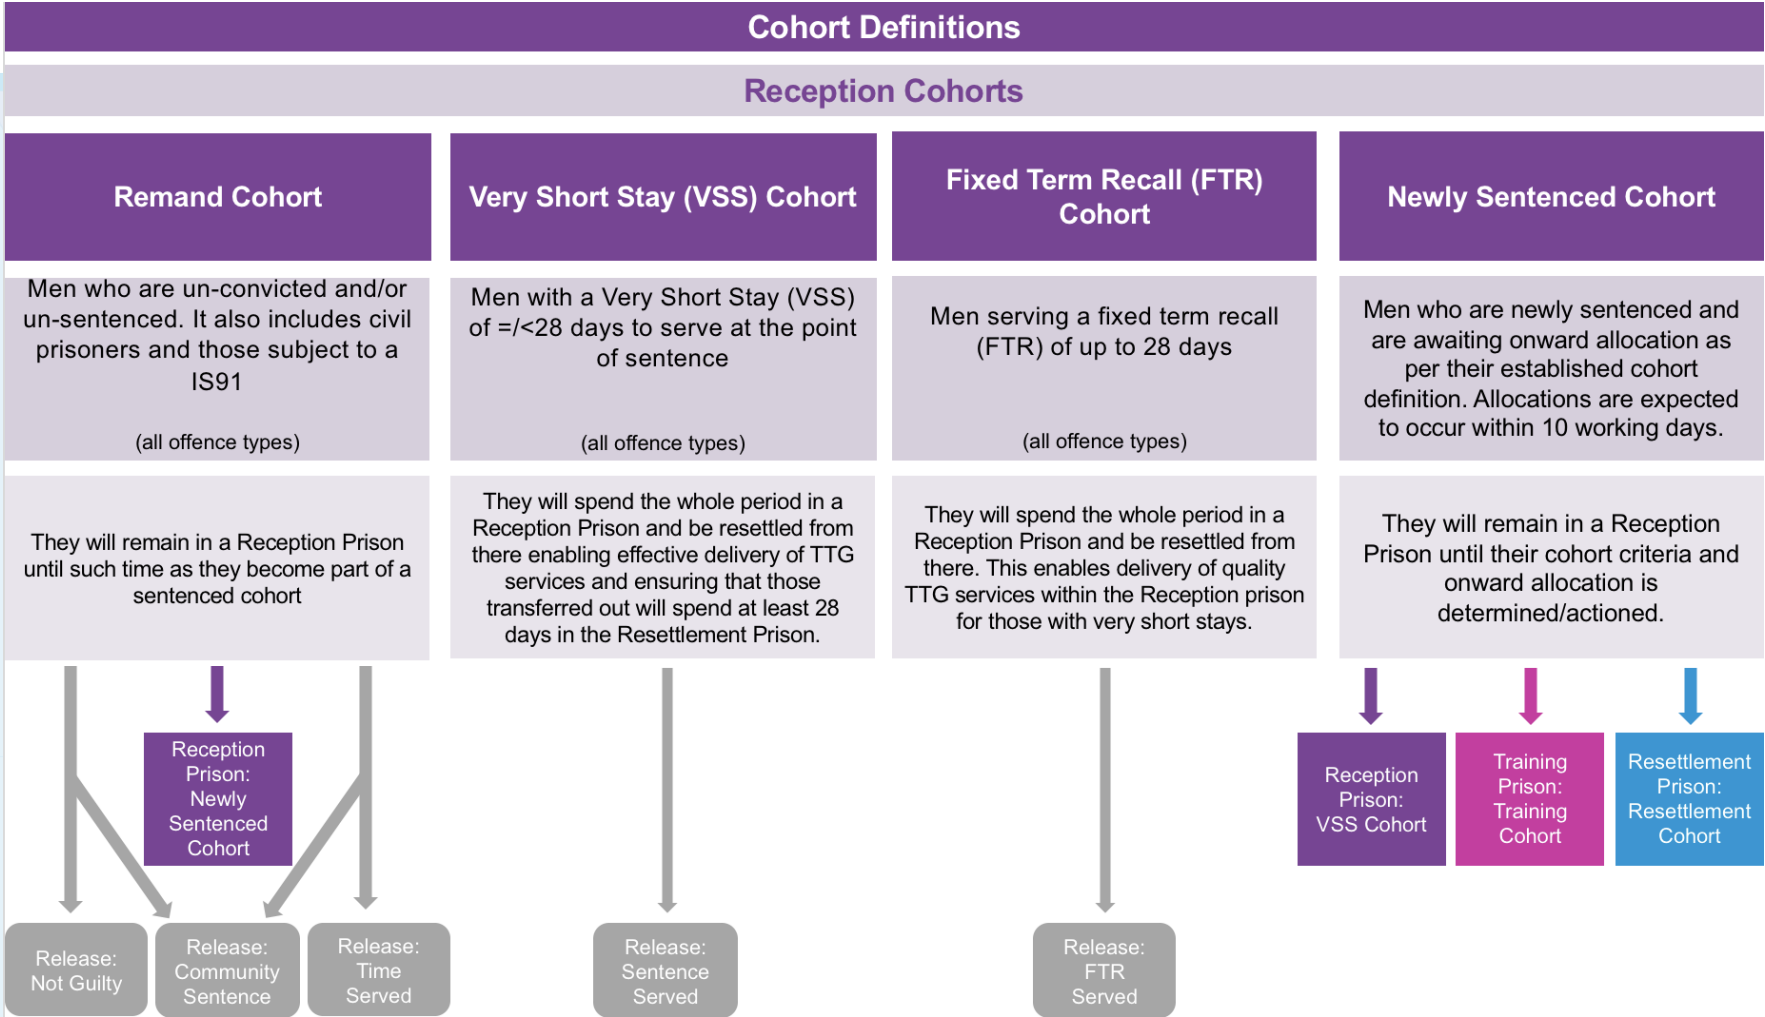 Cohort Definitions
Reception Cohorts
Remand Cohort
Very Short Stay (VSS) Cohort
Fixed Term Recall (FTR)
Cohort
Newly Sentenced Cohort
Men who are un-convicted and/or
un-sentenced. It also includes civil
prisoners and those subject to a
IS91
(all offence types)
Men with a Very Short Stay (VSS)
of =/<28 days to serve at the point
of sentence
(all offence types)
Men serving a fixed term recall
(FTR) of up to 28 days
(all offence types)
Men who are newly sentenced and
are awaiting onward allocation as
per their established cohort
definition. Allocations are expected
to occur within 10 working days.
They will remain in a Reception Prison
until such time as they become part of a
sentenced cohort
They will spend the whole period in a
Reception Prison and be resettled from
there enabling effective delivery of TTG
services and ensuring that those
transferred out will spend at least 28
days in the Resettlement Prison.
They will spend the whole period in a
Reception Prison and be resettled from
there. This enables delivery of quality
TTG services within the Reception prison
for those with very short stays.
They will remain in a Reception
Prison until their cohort criteria and
onward allocation is
determined/actioned.
Reception
Prison:
Newly
Sentenced
Cohort
Reception
Prison:
VSS Cohort
Training
Prison:
Training
Cohort
Resettlement
Prison:
Resettlement
Cohort
Release:
Not Guilty
Release:
Community
Sentence
Release:
Time
Served
Release:
Sentence
Served
Release:
FTR
Served